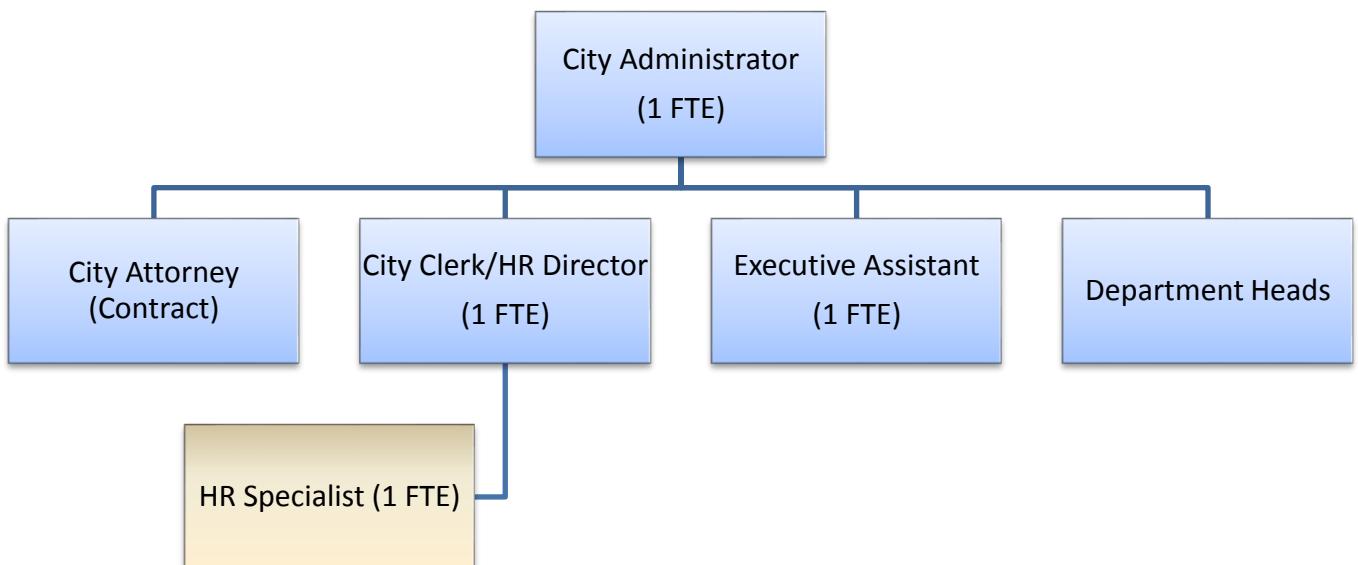 City Administrator
(1 FTE)
City Attorney
(Contract)
City Clerk/HR Director
(1 FTE)
Executive Assistant
(1 FTE)
Department Heads
HR Specialist (1 FTE)